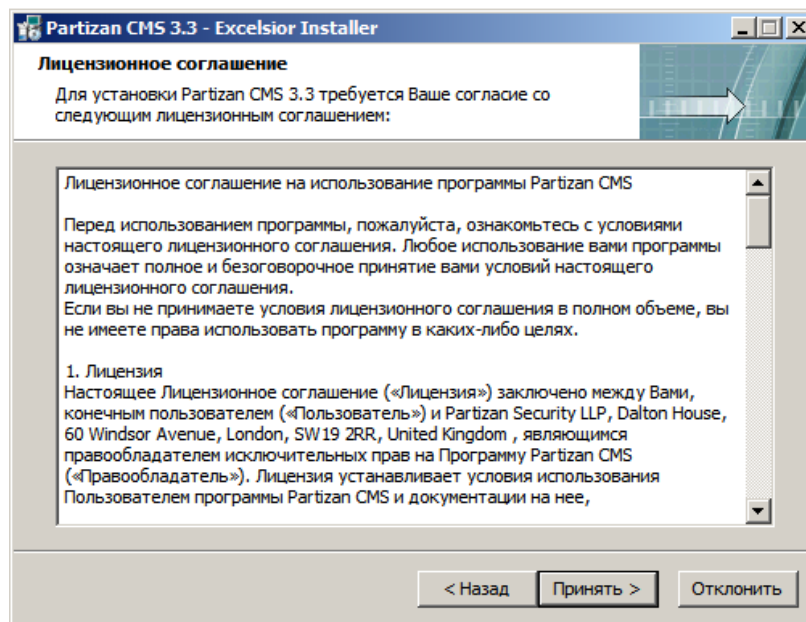 Partizan CMS 3.3 - Excelsior Installer
Лицензионное соглашение
Для установки Partizan CMS 3.3 требуется Ваше согласие со
следующим лицензионным соглашением:
Лицензионное соглашение на использование программы Partizan CMS
Перед использованием программы, пожалуйста, ознакомьтесь с условиями
настоящего лицензионного соглашения. Любое использование вами программы
означает полное и безоговорочное принятие вами условий настоящего
лицензионного соглашения.
Если вы не принимаете условия лицензионного соглашения в полном объеме, вы
не имеете права использовать программу в каких-либо целях.
1. Лицензия
Настоящее Лицензионное соглашение («Лицензия») заключено между Вами,
конечным пользователем («Пользователь») и Partizan Security LLP, Dalton House,
60 Windsor Avenue, London, SW19 2RR, United Kingdom , являющимся
правообладателем исключительных прав на Программу Partizan CMS
(«Правообладатель»). Лицензия устанавливает условия использования
Пользователем программы Partizan CMS и документации на нее,
< Назад
Принять >
Отклонить